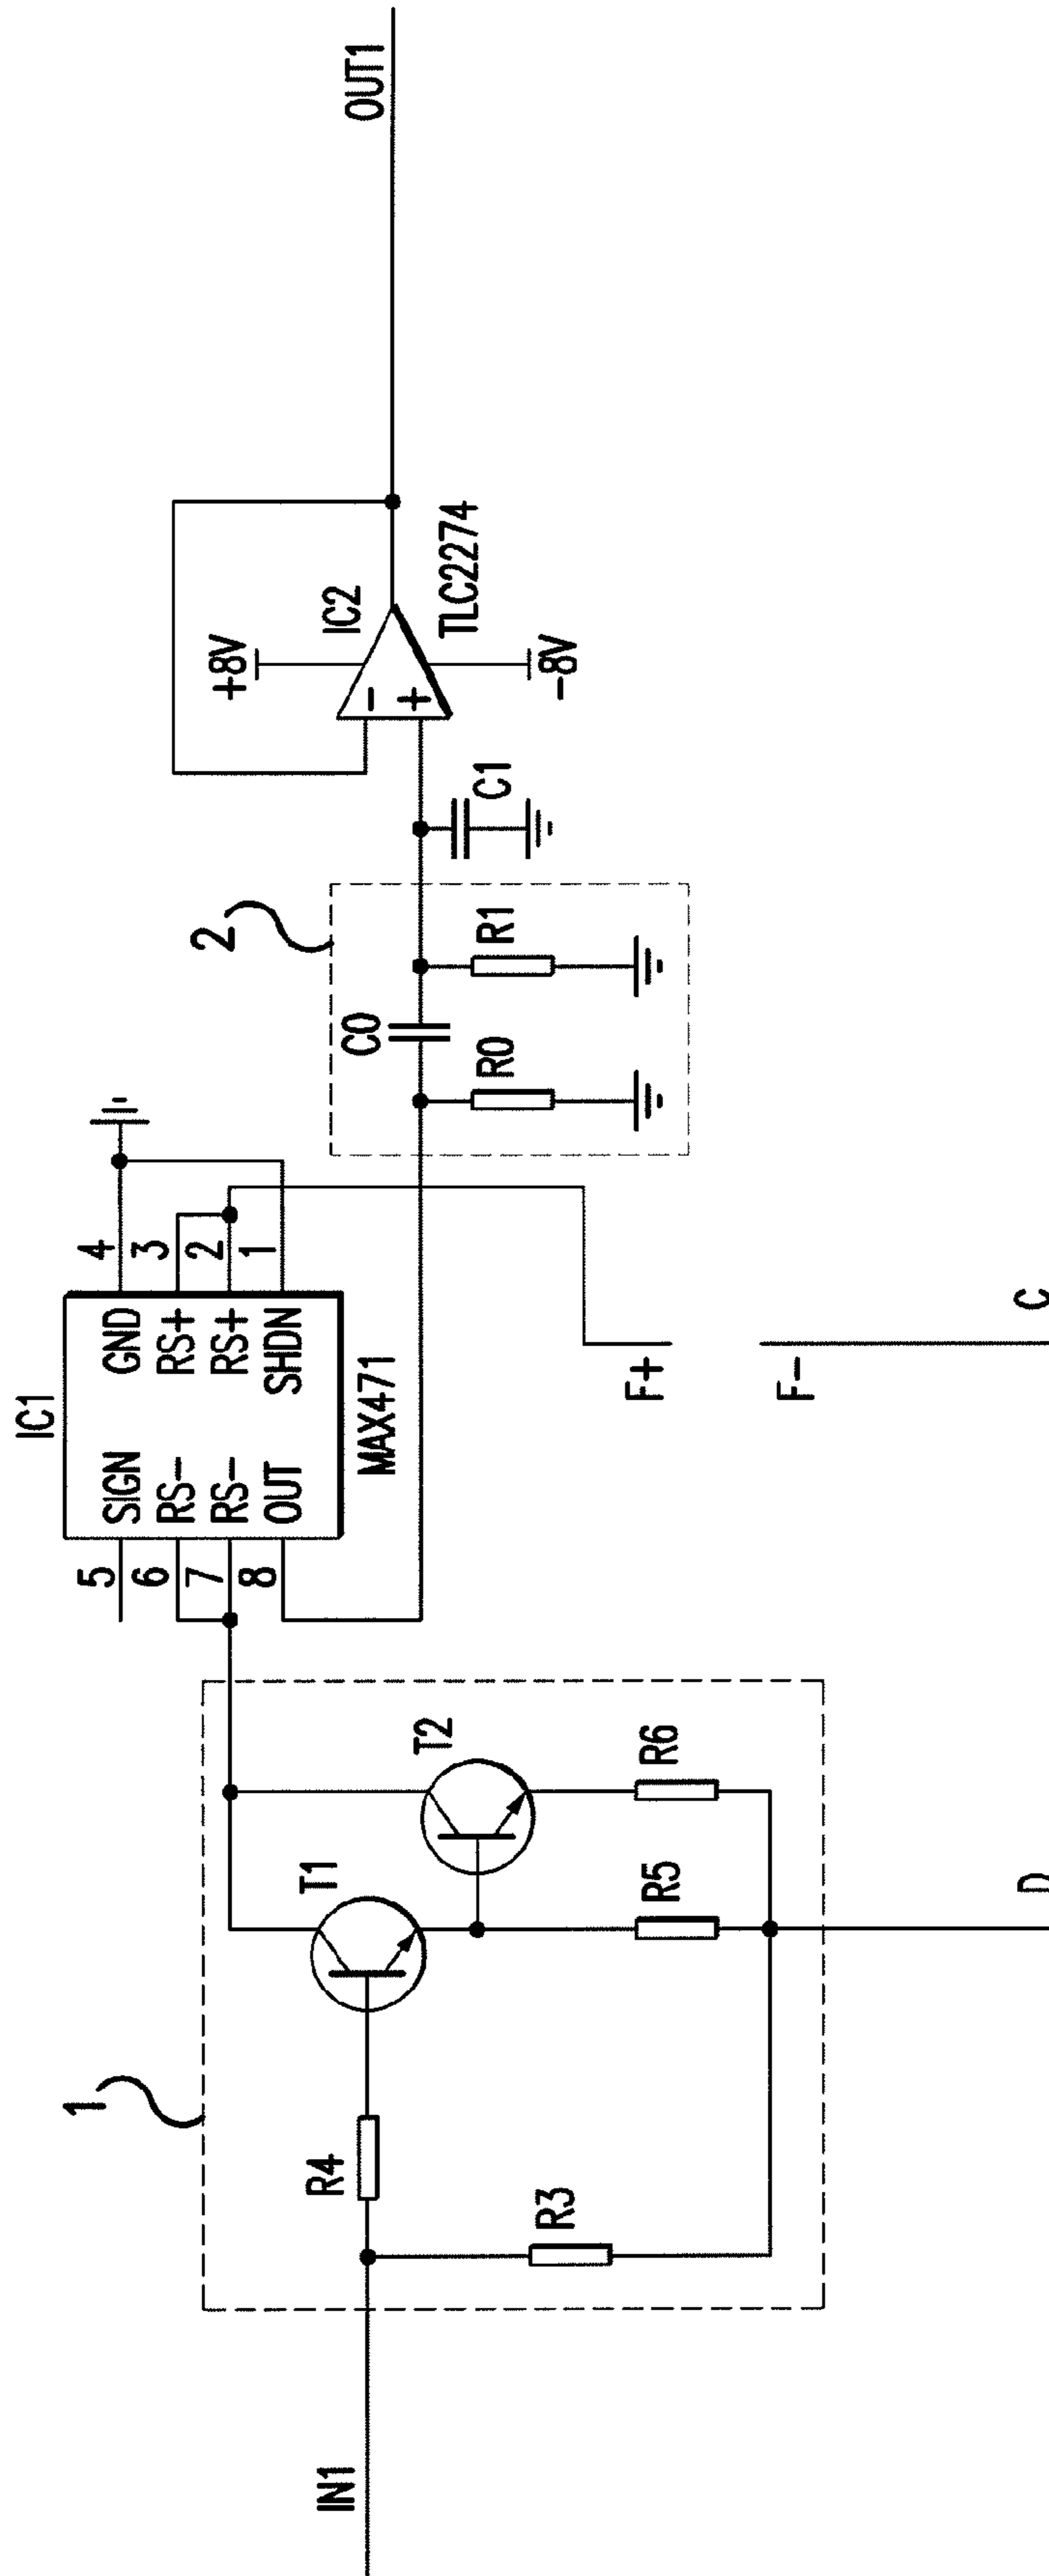 IN1
1
R4
R3
T1
T2
R5
R6
D
IC1
5 SIGN GND 4
6 RS- RS+ 3
7 RS- RS+ 2
8 OUT SHDN 1
MAX471
F+
F-
C
2
C0
R0
R1
C1
+8V
IC2
-
+
TLC2274
-8V
OUT1